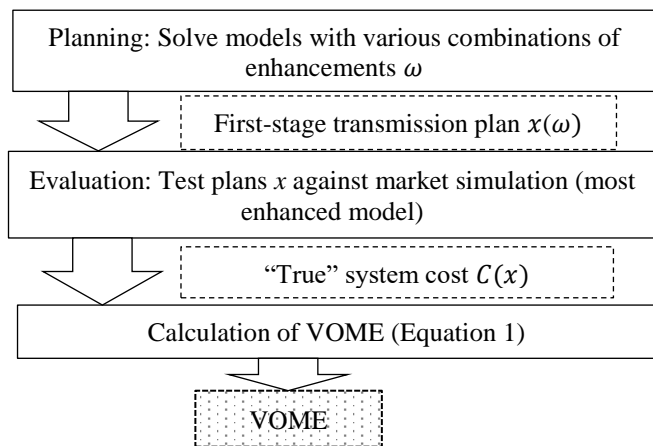 Planning: Solve models with various combinations of
enhancements ω
First-stage transmission plan x(ω)
Evaluation: Test plans x against market simulation (most
enhanced model)
“True” system cost C(x)
Calculation of VOME (Equation 1)
VOME